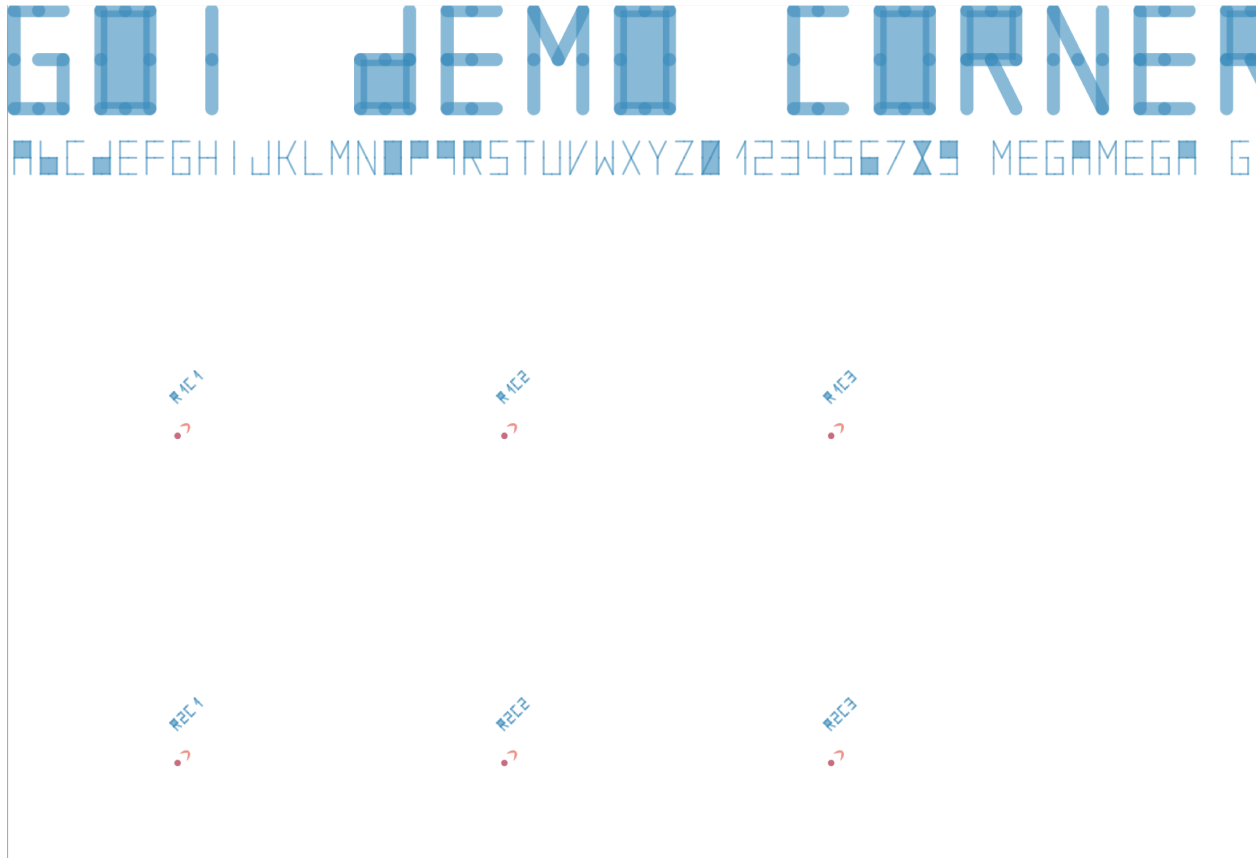 GOI dEMO CORNER
AbCdEFGHIJKLMNOPqRSTUVWXYZ0123456789 MEGAMEGA G
R1C1 R1C2 R1C3
R2C1 R2C2 R2C3